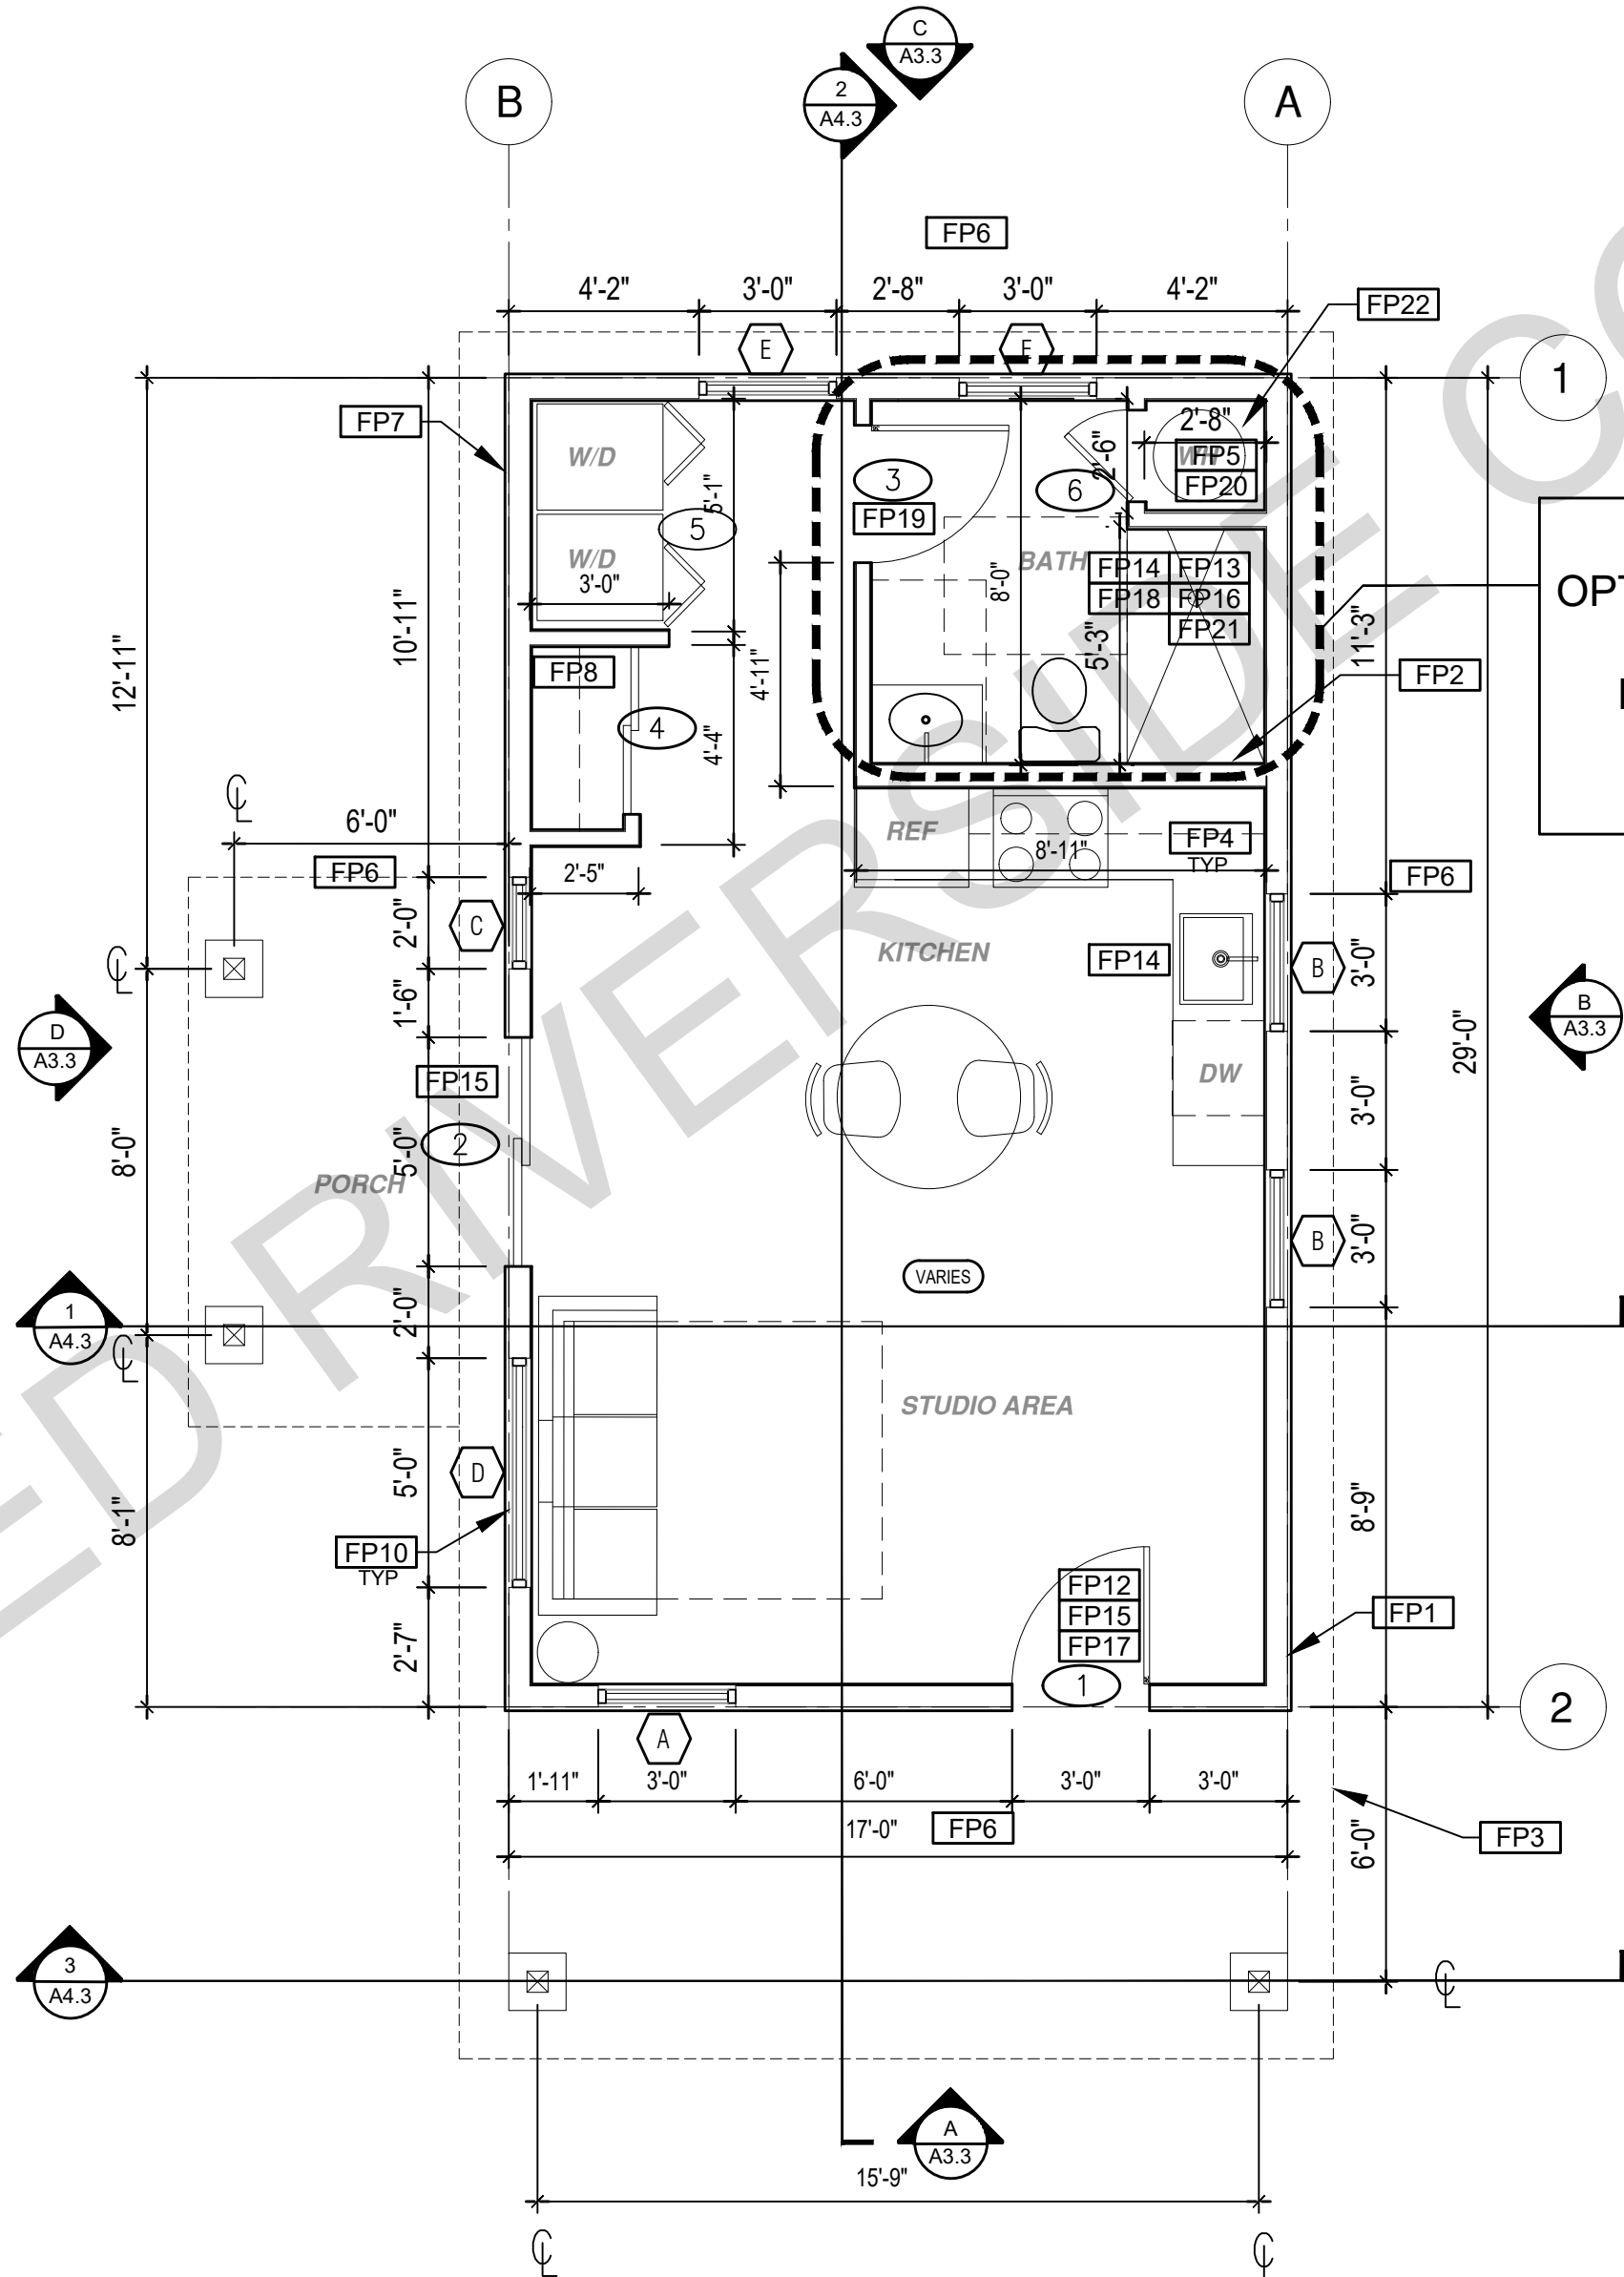 C
A3.3
2
A4.3
B
A
FP6
4'-2"
3'-0"
2'-8"
3'-0"
4'-2"
FP22
E
E
1
FP7
W/D
3
FP19
6
2'-6"
2'-8"
WH
FP5
FP20
5'-1"
5
W/D
3'-0"
8'-0"
BATH
FP14
FP13
FP18
FP16
FP21
OPT
12'-11"
10'-11"
FP8
4
4'-4"
4'-11"
5'-3"
11'-3"
FP2
6'-0"
FP6
2'-5"
REF
8'-11"
FP4
TYP
FP6
C
2'-0"
KITCHEN
FP14
B
3'-0"
1'-6"
D
A3.3
B
A3.3
29'-0"
FP15
DW
3'-0"
8'-0"
5'-0"
2
PORCH
B
3'-0"
VARIES
1
A4.3
2'-0"
STUDIO AREA
D
5'-0"
8'-1"
8'-9"
FP10
TYP
FP12
FP15
FP17
FP1
2'-7"
1
2
A
1'-11"
3'-0"
6'-0"
3'-0"
3'-0"
17'-0"
FP6
6'-0"
FP3
3
A4.3
A
A3.3
15'-9"
ED RIVERSIDE CO